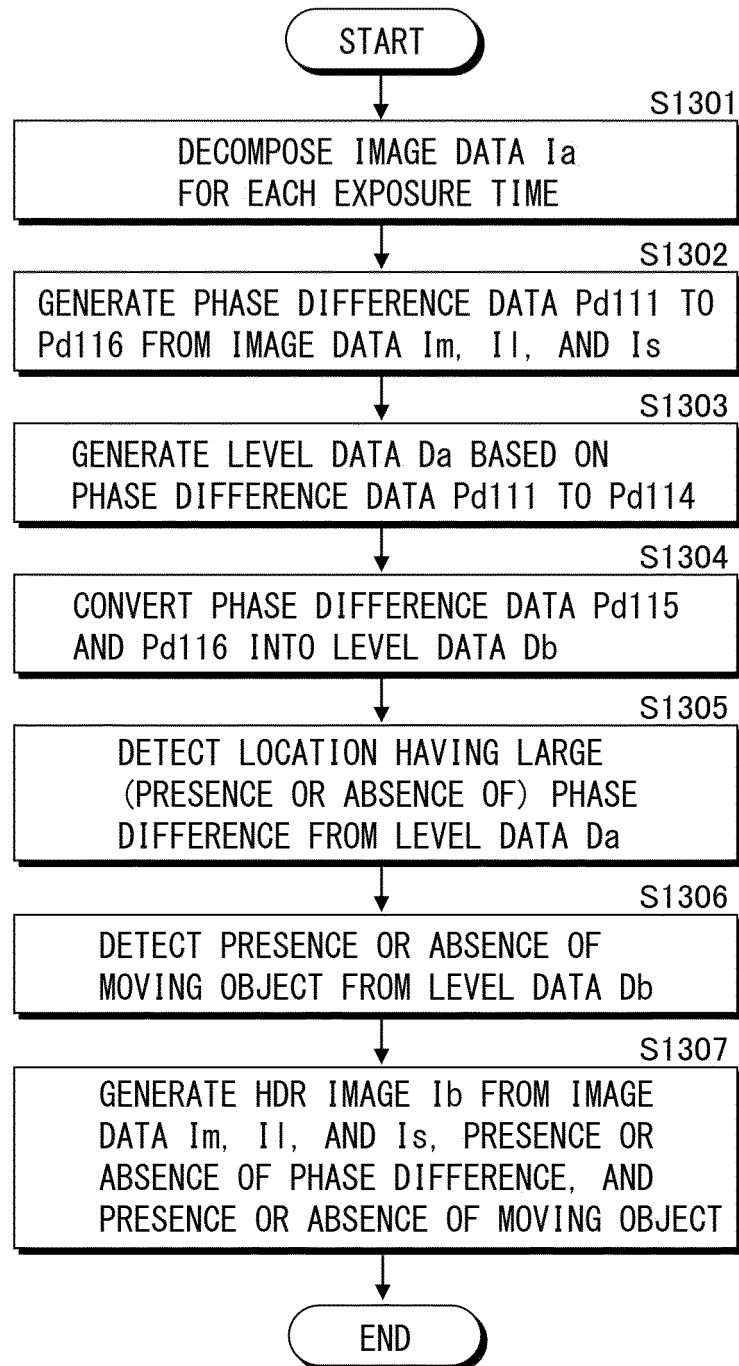 START
S1301
DECOMPOSE IMAGE DATA Ia
FOR EACH EXPOSURE TIME
S1302
GENERATE PHASE DIFFERENCE DATA Pd111 TO
Pd116 FROM IMAGE DATA Im, Il, AND Is
S1303
GENERATE LEVEL DATA Da BASED ON
PHASE DIFFERENCE DATA Pd111 TO Pd114
S1304
CONVERT PHASE DIFFERENCE DATA Pd115
AND Pd116 INTO LEVEL DATA Db
S1305
DETECT LOCATION HAVING LARGE
(PRESENCE OR ABSENCE OF) PHASE
DIFFERENCE FROM LEVEL DATA Da
S1306
DETECT PRESENCE OR ABSENCE OF
MOVING OBJECT FROM LEVEL DATA Db
S1307
GENERATE HDR IMAGE Ib FROM IMAGE
DATA Im, Il, AND Is, PRESENCE OR
ABSENCE OF PHASE DIFFERENCE, AND
PRESENCE OR ABSENCE OF MOVING OBJECT
END